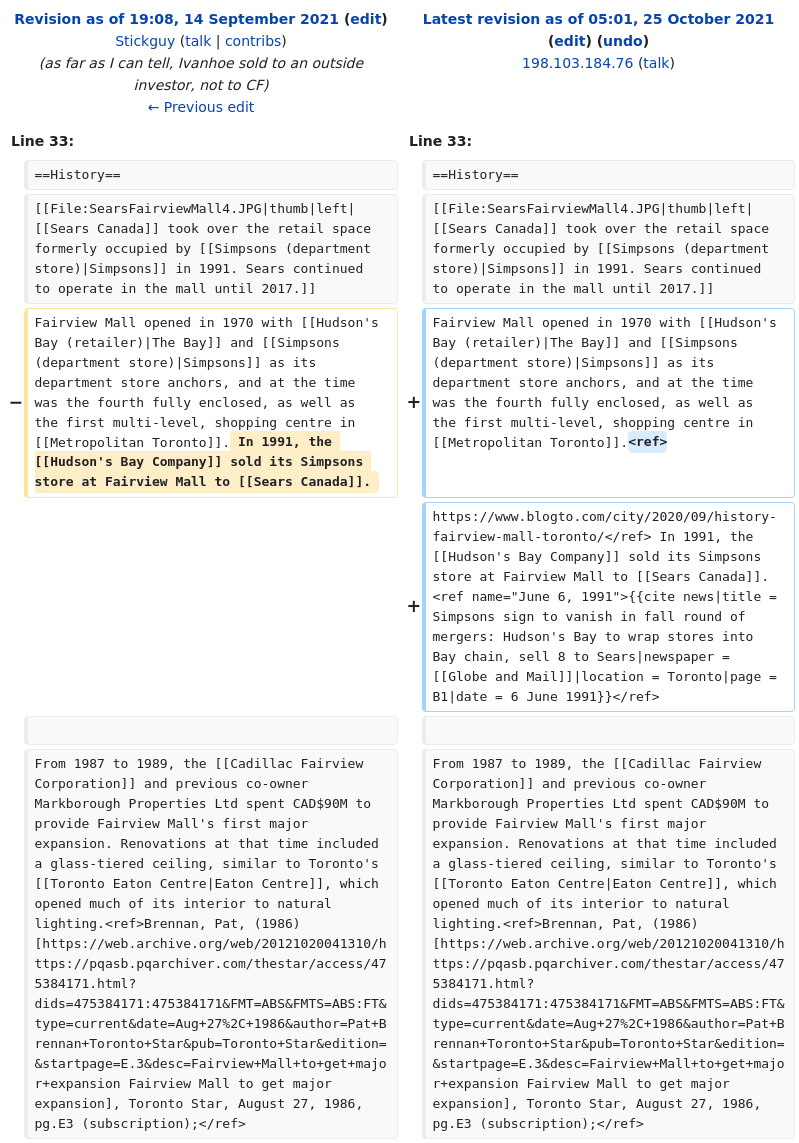 Revision as of 19:08, 14 September 2021 (edit)
Stickguy (talk | contribs)
(as far as I can tell, Ivanhoe sold to an outside
investor, not to CF)
← Previous edit
Latest revision as of 05:01, 25 October 2021
(edit) (undo)
198.103.184.76 (talk)
Line 33:
Line 33:
==History==
==History==
[[File:SearsFairviewMall4.JPG|thumb|left|
[[Sears Canada]] took over the retail space
formerly occupied by [[Simpsons (department
store)|Simpsons]] in 1991. Sears continued
to operate in the mall until 2017.]]
[[File:SearsFairviewMall4.JPG|thumb|left|
[[Sears Canada]] took over the retail space
formerly occupied by [[Simpsons (department
store)|Simpsons]] in 1991. Sears continued
to operate in the mall until 2017.]]
−
Fairview Mall opened in 1970 with [[Hudson's
Bay (retailer)|The Bay]] and [[Simpsons
(department store)|Simpsons]] as its
department store anchors, and at the time
was the fourth fully enclosed, as well as
the first multi-level, shopping centre in
[[Metropolitan Toronto]]. In 1991, the
[[Hudson's Bay Company]] sold its Simpsons
store at Fairview Mall to [[Sears Canada]].
+
Fairview Mall opened in 1970 with [[Hudson's
Bay (retailer)|The Bay]] and [[Simpsons
(department store)|Simpsons]] as its
department store anchors, and at the time
was the fourth fully enclosed, as well as
the first multi-level, shopping centre in
[[Metropolitan Toronto]].<ref>
+
https://www.blogto.com/city/2020/09/history-
fairview-mall-toronto/</ref> In 1991, the
[[Hudson's Bay Company]] sold its Simpsons
store at Fairview Mall to [[Sears Canada]].
<ref name="June 6, 1991">{{cite news|title =
Simpsons sign to vanish in fall round of
mergers: Hudson's Bay to wrap stores into
Bay chain, sell 8 to Sears|newspaper =
[[Globe and Mail]]|location = Toronto|page =
B1|date = 6 June 1991}}</ref>
From 1987 to 1989, the [[Cadillac Fairview
Corporation]] and previous co-owner
Markborough Properties Ltd spent CAD$90M to
provide Fairview Mall's first major
expansion. Renovations at that time included
a glass-tiered ceiling, similar to Toronto's
[[Toronto Eaton Centre|Eaton Centre]], which
opened much of its interior to natural
lighting.<ref>Brennan, Pat, (1986)
[https://web.archive.org/web/20121020041310/h
ttps://pqasb.pqarchiver.com/thestar/access/47
5384171.html?
dids=475384171:475384171&FMT=ABS&FMTS=ABS:FT&
type=current&date=Aug+27%2C+1986&author=Pat+B
rennan+Toronto+Star&pub=Toronto+Star&edition=
&startpage=E.3&desc=Fairview+Mall+to+get+majo
r+expansion Fairview Mall to get major
expansion], Toronto Star, August 27, 1986,
pg.E3 (subscription);</ref>
From 1987 to 1989, the [[Cadillac Fairview
Corporation]] and previous co-owner
Markborough Properties Ltd spent CAD$90M to
provide Fairview Mall's first major
expansion. Renovations at that time included
a glass-tiered ceiling, similar to Toronto's
[[Toronto Eaton Centre|Eaton Centre]], which
opened much of its interior to natural
lighting.<ref>Brennan, Pat, (1986)
[https://web.archive.org/web/20121020041310/h
ttps://pqasb.pqarchiver.com/thestar/access/47
5384171.html?
dids=475384171:475384171&FMT=ABS&FMTS=ABS:FT&
type=current&date=Aug+27%2C+1986&author=Pat+B
rennan+Toronto+Star&pub=Toronto+Star&edition=
&startpage=E.3&desc=Fairview+Mall+to+get+majo
r+expansion Fairview Mall to get major
expansion], Toronto Star, August 27, 1986,
pg.E3 (subscription);</ref>